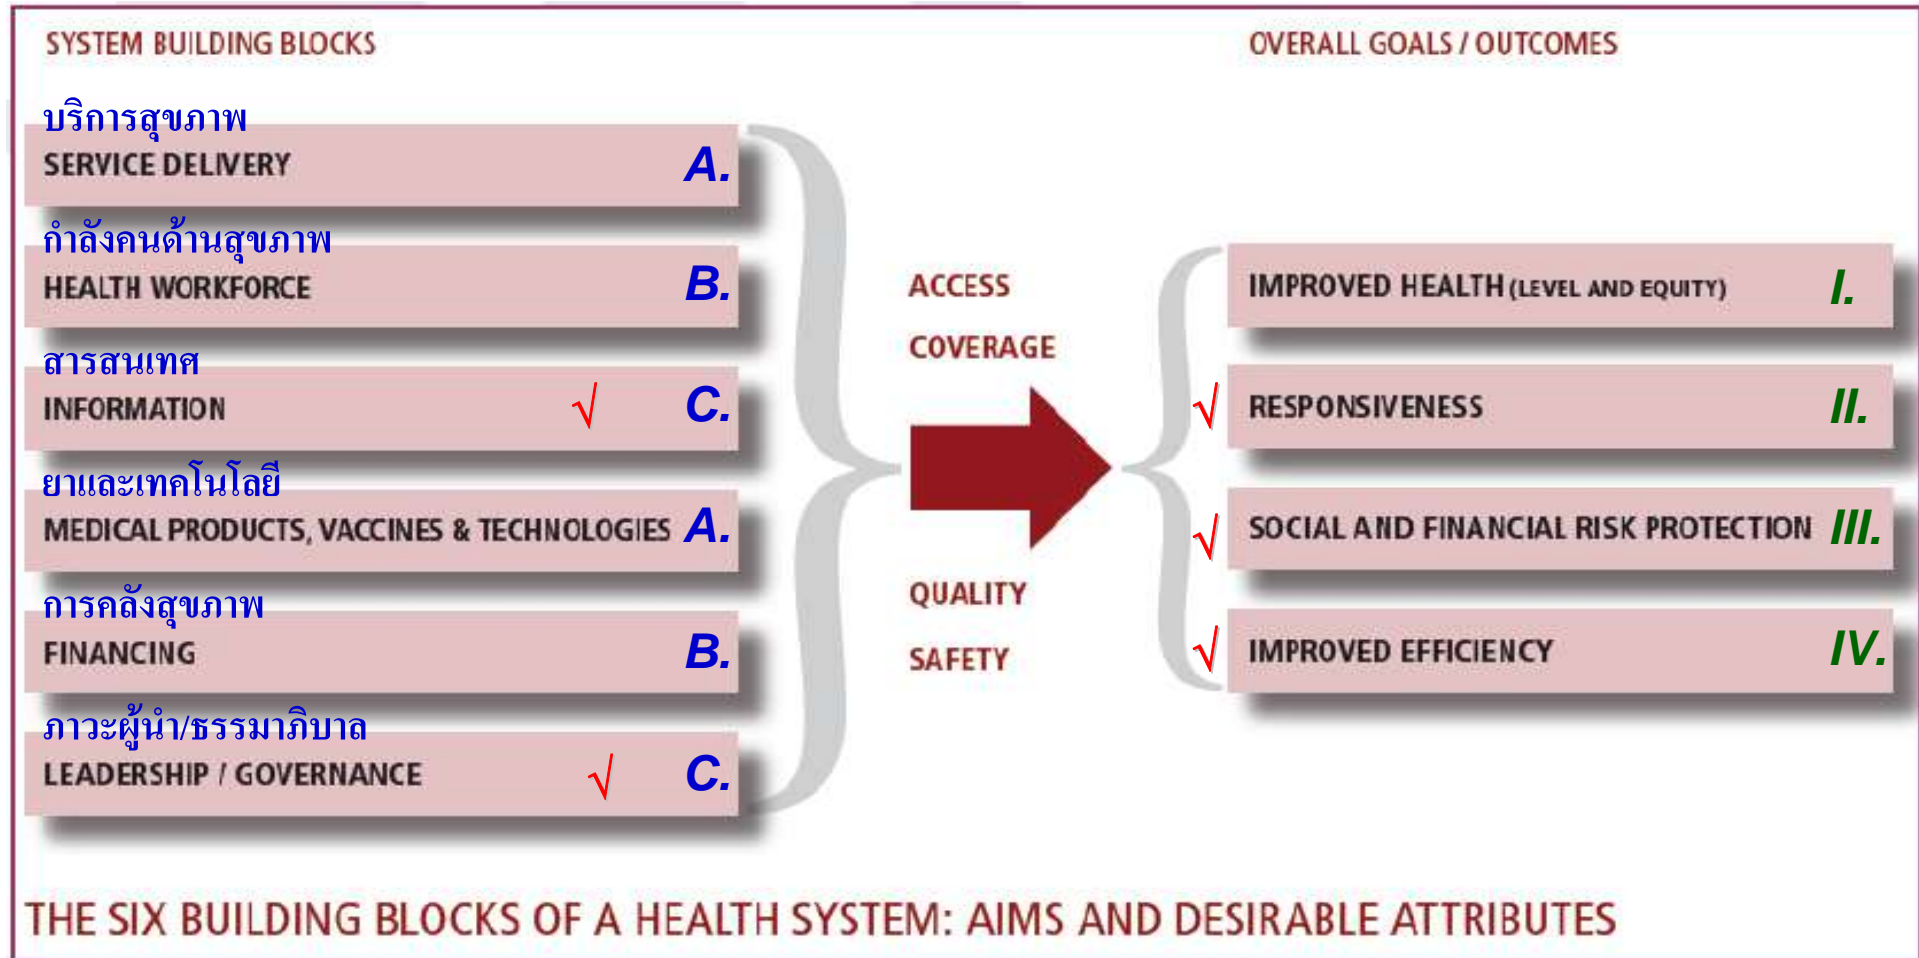 SYSTEM BUILDING BLOCKS
บริการสุขภาพ
SERVICE DELIVERY A.
กำลังคนด้านสุขภาพ
HEALTH WORKFORCE B.
สารสนเทศ
INFORMATION √ C.
ยาและเทคโนโลยี
MEDICAL PRODUCTS, VACCINES & TECHNOLOGIES A.
การคลังสุขภาพ
FINANCING B.
ภาวะผู้นำ/ธรรมาภิบาล
LEADERSHIP / GOVERNANCE √ C.
ACCESS
COVERAGE
QUALITY
SAFETY
OVERALL GOALS / OUTCOMES
IMPROVED HEALTH (LEVEL AND EQUITY) I.
√ RESPONSIVENESS II.
√ SOCIAL AND FINANCIAL RISK PROTECTION III.
√ IMPROVED EFFICIENCY IV.
THE SIX BUILDING BLOCKS OF A HEALTH SYSTEM: AIMS AND DESIRABLE ATTRIBUTES